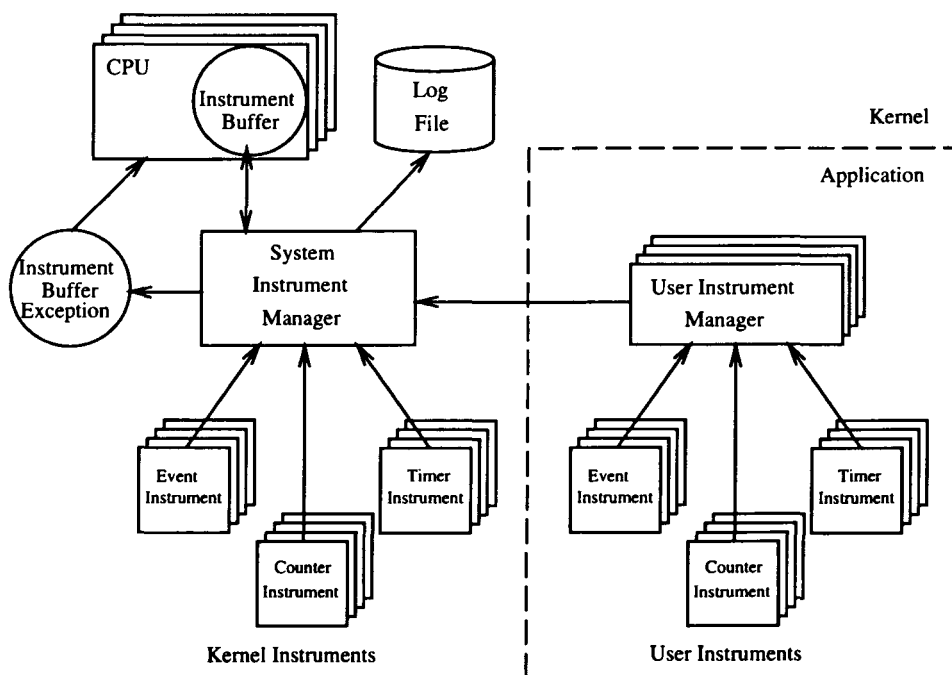 CPU
Instrument
Buffer
Log
File
Kernel
Application
System
Instrument
Manager
Instrument
Buffer
Exception
User Instrument
Manager
Event
Instrument
Timer
Instrument
Counter
Instrument
Event
Instrument
Timer
Instrument
Counter
Instrument
Kernel Instruments
User Instruments